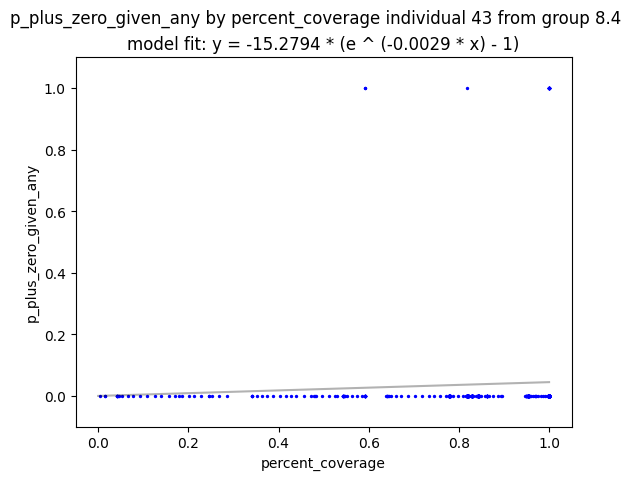 p_plus_zero_given_any by percent_coverage individual 43 from group 8.4
model fit: y = -15.2794 * (e ^ (-0.0029 * x) - 1)
1.0
0.8
0.6
0.4
0.2
0.0
p_plus_zero_given_any
0.0 0.2 0.4 0.6 0.8 1.0
percent_coverage